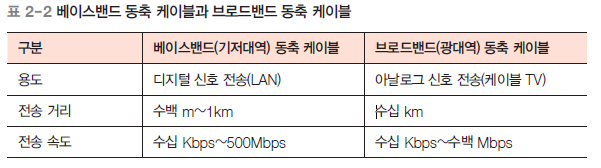 표 2-2 베이스밴드 동축 케이블과 브로드밴드 동축 케이블
구분 베이스밴드(기저대역) 동축 케이블 브로드밴드(광대역) 동축 케이블
용도 디지털 신호 전송(LAN) 아날로그 신호 전송(케이블 TV)
전송 거리 수백 m~1km 수십 km
전송 속도 수십 Kbps~500Mbps 수십 Kbps~수백 Mbps